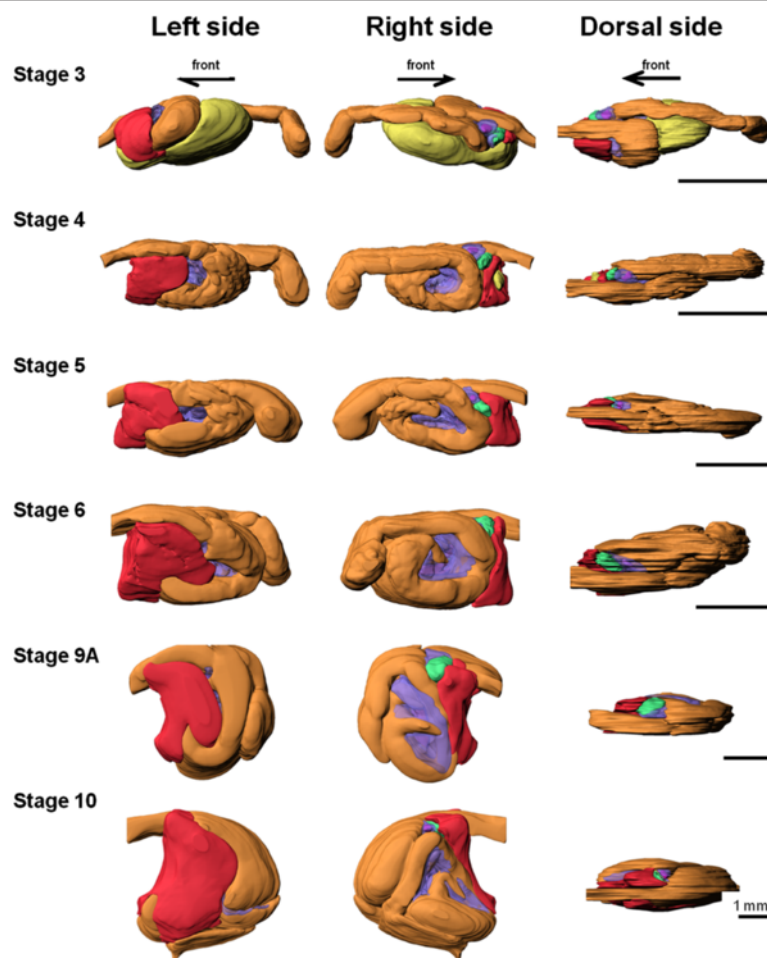 Left side Right side Dorsal side
Stage 3 front front front
Stage 4
Stage 5
Stage 6
Stage 9A
Stage 10
1 mm